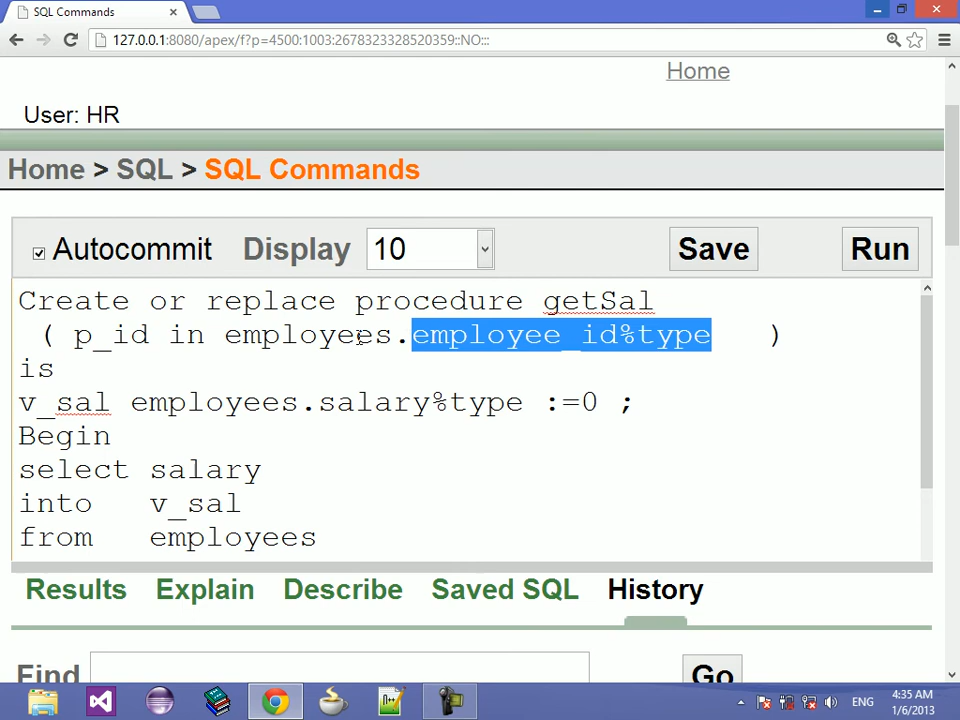 SQL Commands
127.0.0.1:8080/apex/f?p=4500:1003:2678323328520359::NO:::
Home
User: HR
Home > SQL > SQL Commands
Autocommit Display 10 Save Run
Create or replace procedure getSal
( p_id in employees.employee_id%type )
is
v_sal employees.salary%type :=0 ;
Begin
select salary
into v_sal
from employees
Results Explain Describe Saved SQL History
Find Go
ENG
4:35 AM
1/6/2013